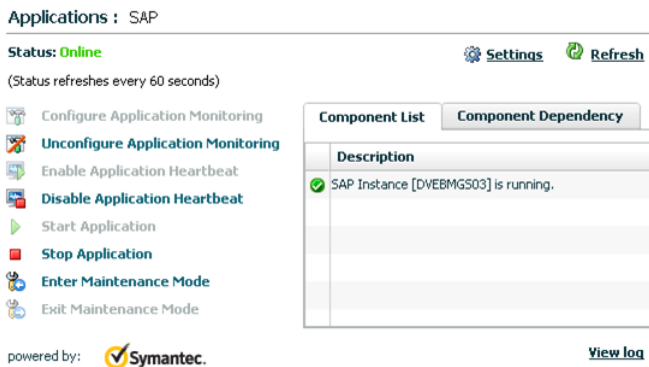 Applications : SAP
Status: Online
Settings
Refresh
(Status refreshes every 60 seconds)
Configure Application Monitoring
Unconfigure Application Monitoring
Enable Application Heartbeat
Disable Application Heartbeat
Start Application
Stop Application
Enter Maintenance Mode
Exit Maintenance Mode
Component List
Component Dependency
Description
SAP Instance [DVEBMGS03] is running.
powered by: Symantec.
View log